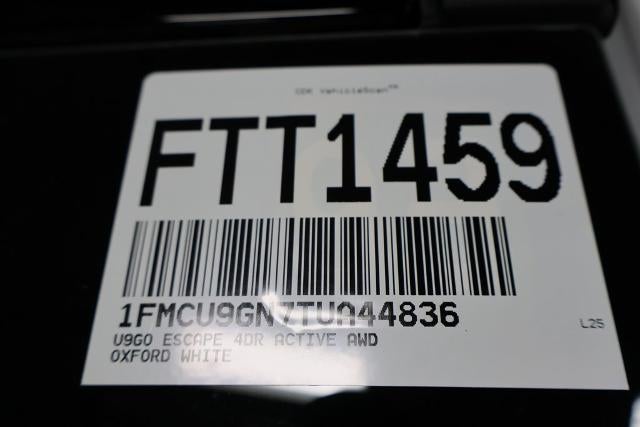 CDK VehicleScan™
FTT1459
1FMCU9GN7TUA44836
U9G0 ESCAPE 4DR ACTIVE AWD
OXFORD WHITE
L25